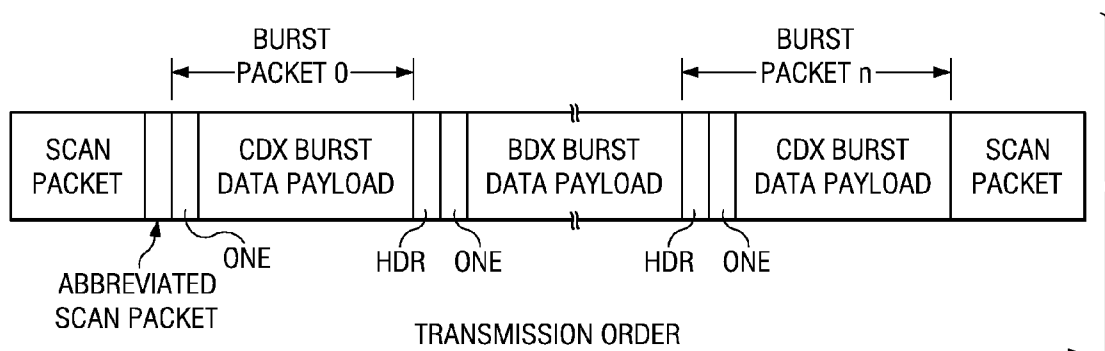 BURST
PACKET 0
BURST
PACKET n
SCAN
PACKET
CDX BURST
DATA PAYLOAD
BDX BURST
DATA PAYLOAD
CDX BURST
DATA PAYLOAD
SCAN
PACKET
ONE
HDR
ONE
HDR
ONE
ABBREVIATED
SCAN PACKET
TRANSMISSION ORDER